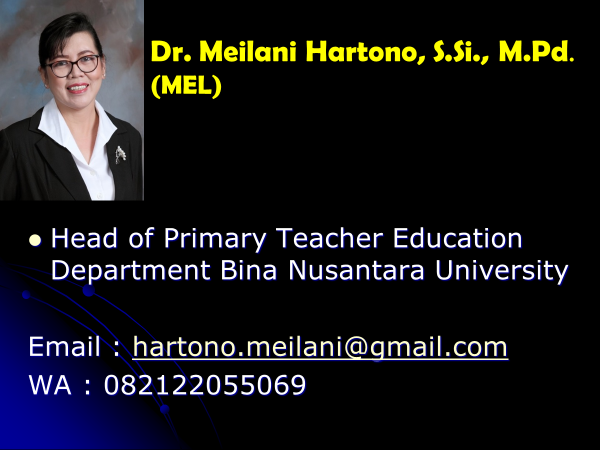 Dr. Meilani Hartono, S.Si., M.Pd.
(MEL)
Head of Primary Teacher Education
Department Bina Nusantara University
Email : hartono.meilani@gmail.com
WA : 082122055069